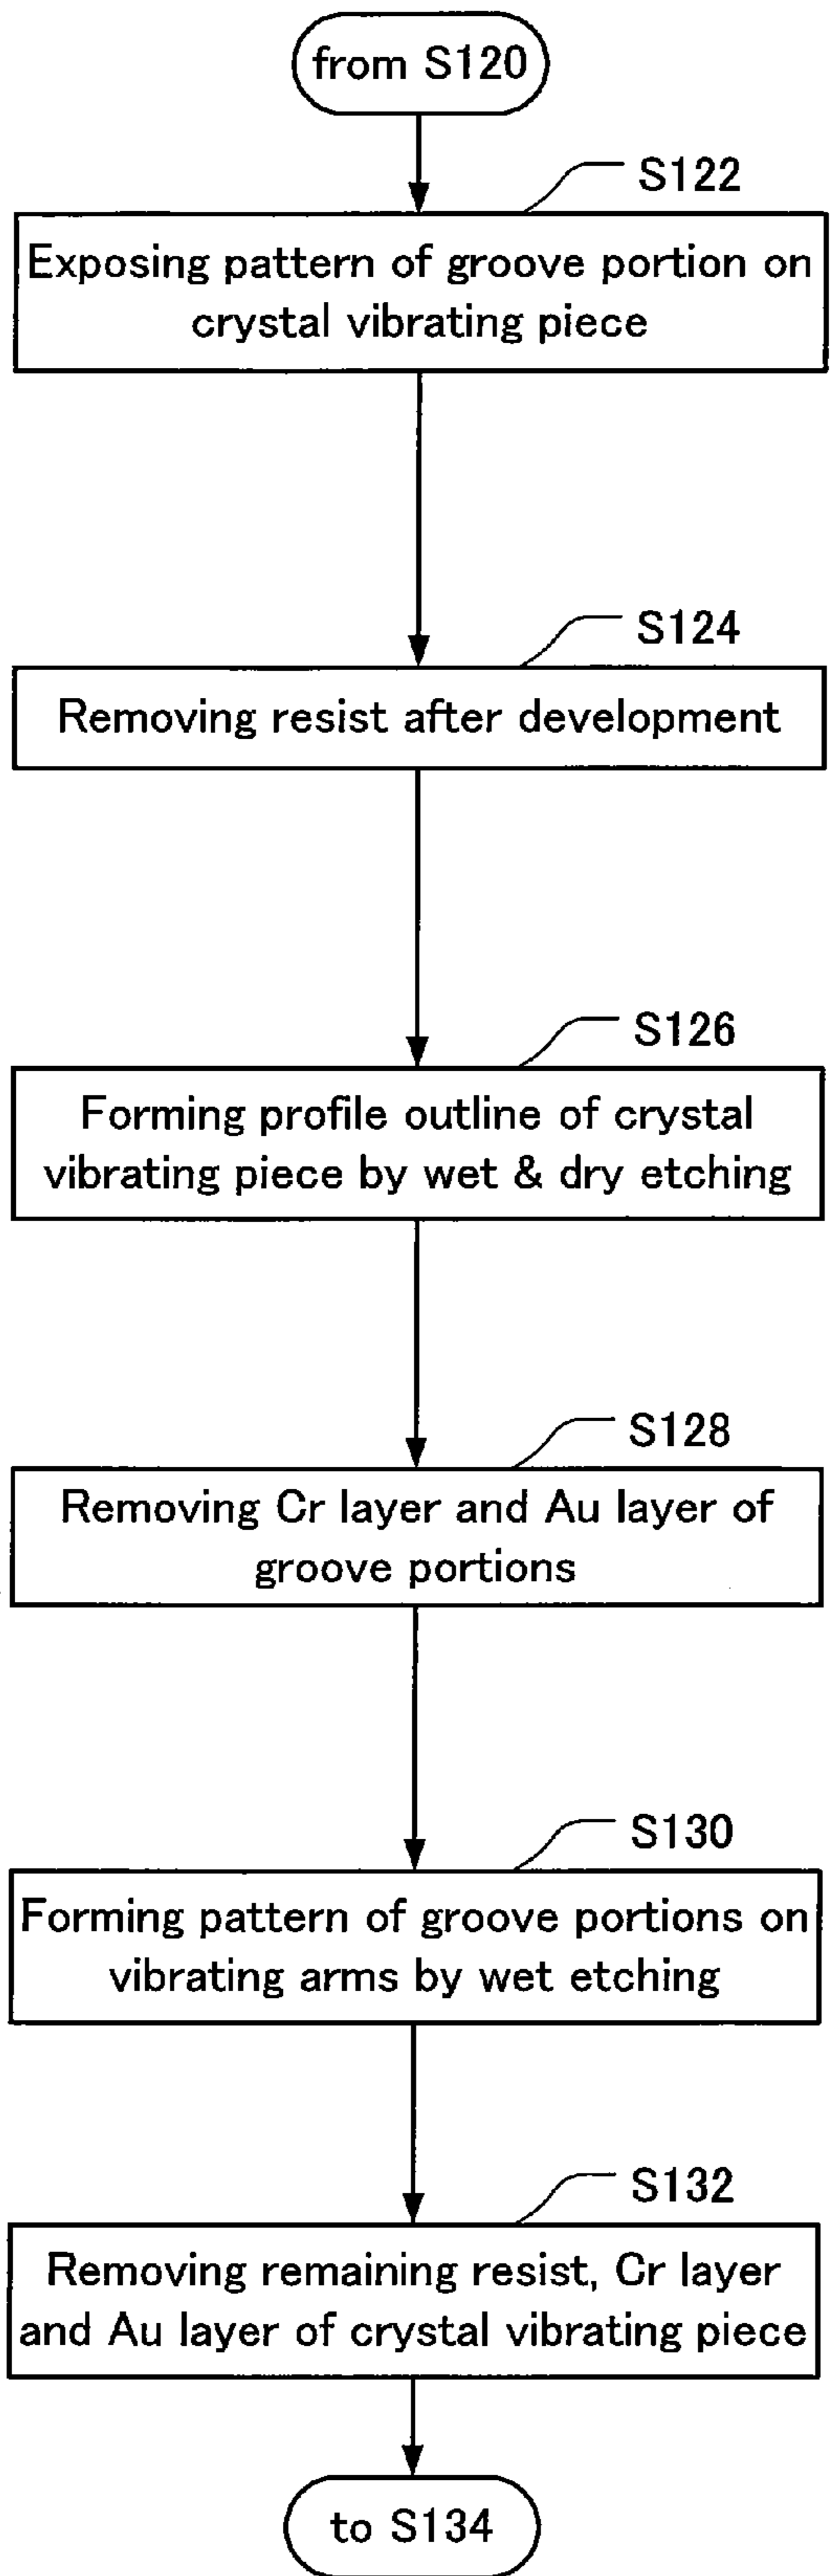 from S120
S122
Exposing pattern of groove portion on
crystal vibrating piece
S124
Removing resist after development
S126
Forming profile outline of crystal
vibrating piece by wet & dry etching
S128
Removing Cr layer and Au layer of
groove portions
S130
Forming pattern of groove portions on
vibrating arms by wet etching
S132
Removing remaining resist, Cr layer
and Au layer of crystal vibrating piece
to S134